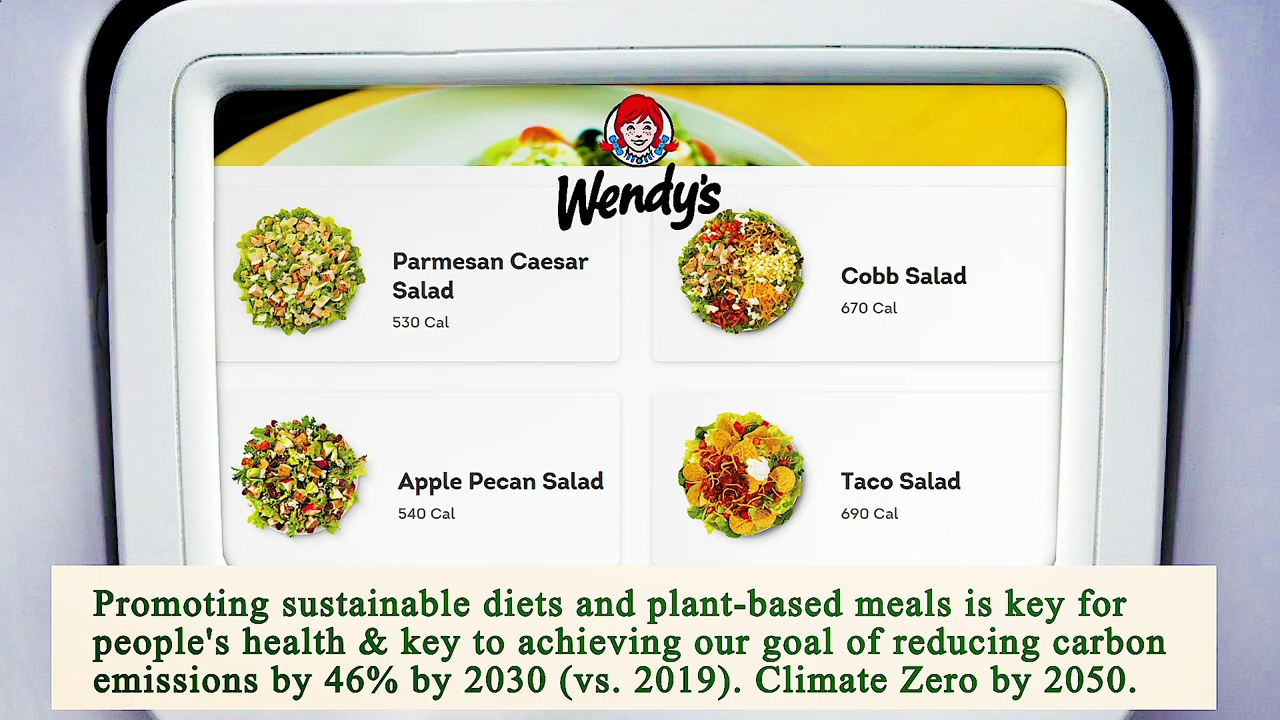 Wendy's
Parmesan Caesar
Salad
530 Cal
Cobb Salad
670 Cal
Apple Pecan Salad
540 Cal
Taco Salad
690 Cal
Promoting sustainable diets and plant-based meals is key for
people's health & key to achieving our goal of reducing carbon
emissions by 46% by 2030 (vs. 2019). Climate Zero by 2050.